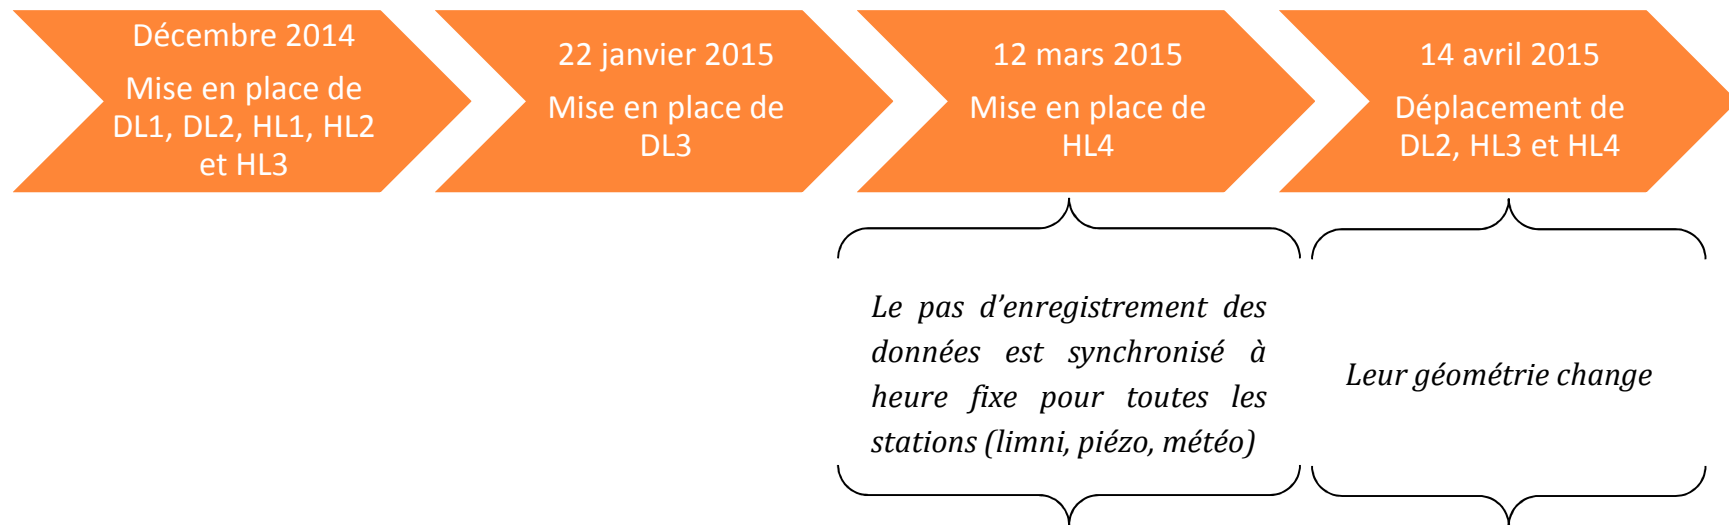 Décembre 2014
Mise en place de
DL1, DL2, HL1, HL2
et HL3
22 janvier 2015
Mise en place de
DL3
12 mars 2015
Mise en place de
HL4
14 avril 2015
Déplacement de
DL2, HL3 et HL4
Le pas d’enregistrement des
données est synchronisé à
heure fixe pour toutes les
stations (limni, piézo, météo)
Leur géométrie change